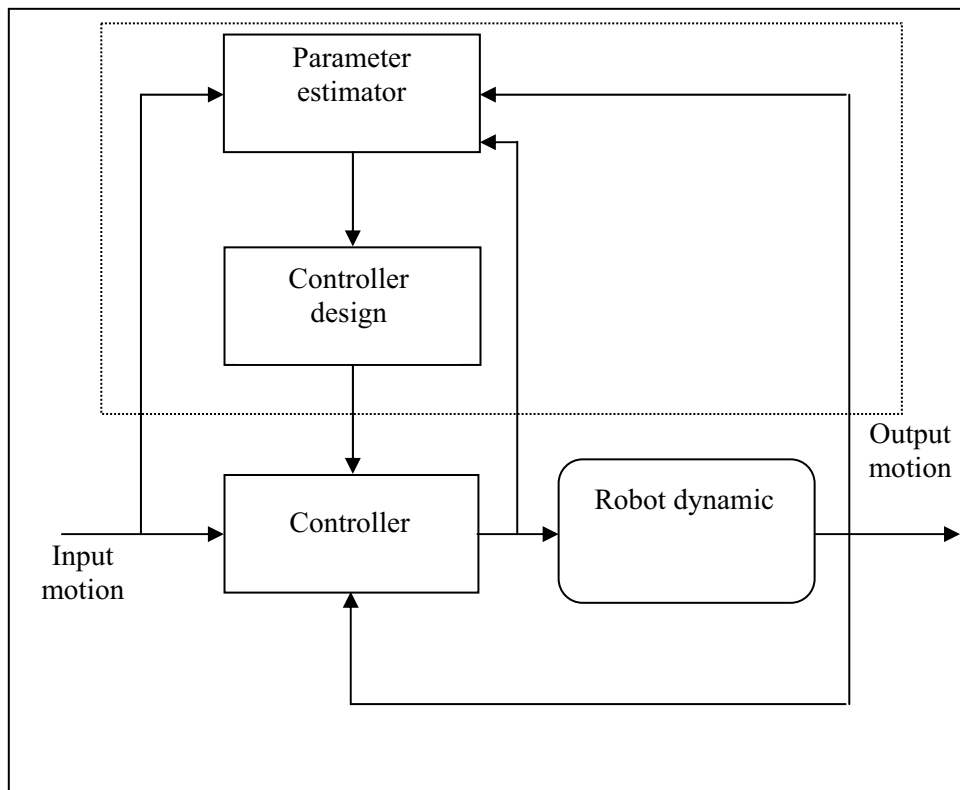 Parameter
estimator
Controller
design
Output
motion
Controller
Robot dynamic
Input
motion